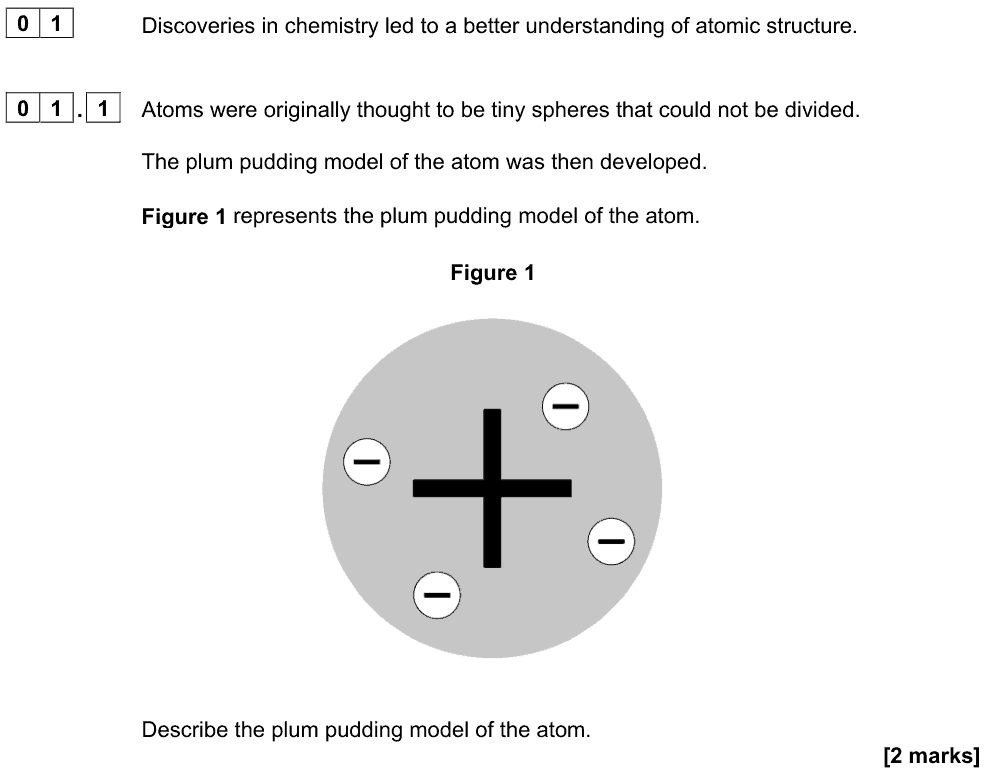 0 1 Discoveries in chemistry led to a better understanding of atomic structure.
0 1 . 1 Atoms were originally thought to be tiny spheres that could not be divided.
The plum pudding model of the atom was then developed.
Figure 1 represents the plum pudding model of the atom.
Figure 1
−
−
+
−
−
Describe the plum pudding model of the atom.
[2 marks]